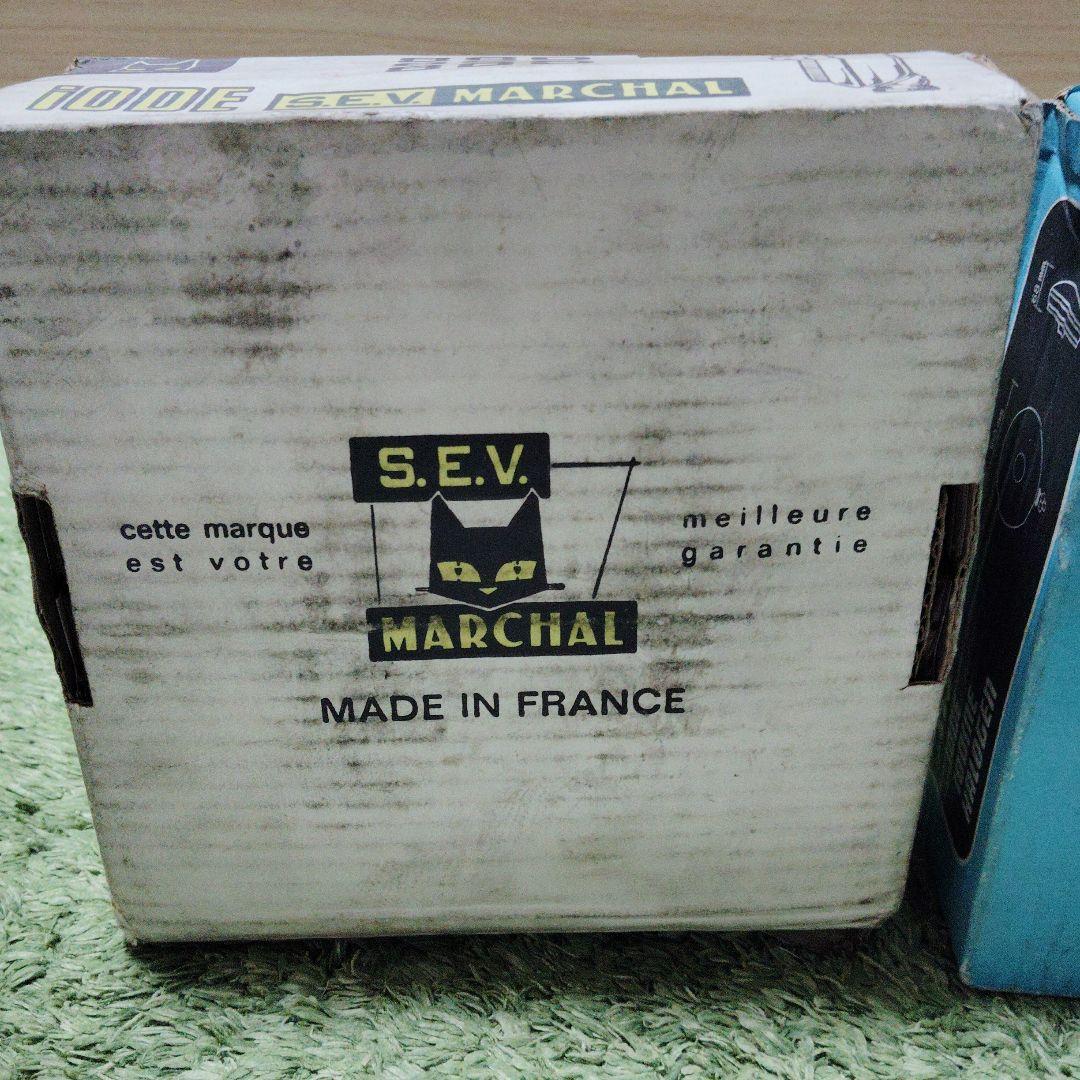 iODE S.E.V. MARCHAL
S.E.V.
cette marque
est votre
meilleure
garantie
MARCHAL
MADE IN FRANCE